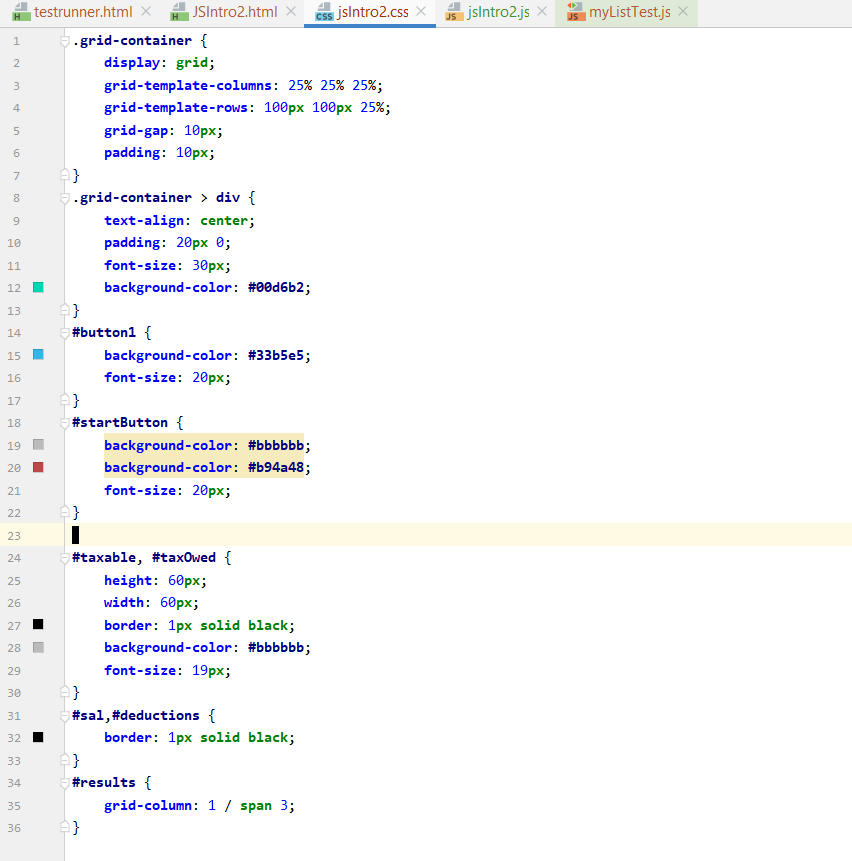 testrunner.html JSIntro2.html jsIntro2.css jsIntro2.js myListTest.js
1 .grid-container {
2 display: grid;
3 grid-template-columns: 25% 25% 25%;
4 grid-template-rows: 100px 100px 25%;
5 grid-gap: 10px;
6 padding: 10px;
7 }
8 .grid-container > div {
9 text-align: center;
10 padding: 20px 0;
11 font-size: 30px;
12 background-color: #00d6b2;
13 }
14 #button1 {
15 background-color: #33b5e5;
16 font-size: 20px;
17 }
18 #startButton {
19 background-color: #bbbbbb;
20 background-color: #b94a48;
21 font-size: 20px;
22 }
23
24 #taxable, #taxOwed {
25 height: 60px;
26 width: 60px;
27 border: 1px solid black;
28 background-color: #bbbbbb;
29 font-size: 19px;
30 }
31 #sal,#deductions {
32 border: 1px solid black;
33 }
34 #results {
35 grid-column: 1 / span 3;
36 }